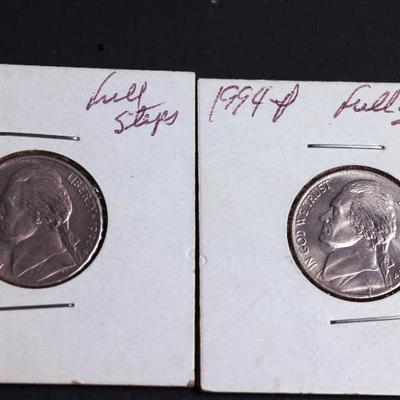 Full
Steps
1994-P Full S
LIBERTY
IN GOD WE TRUST